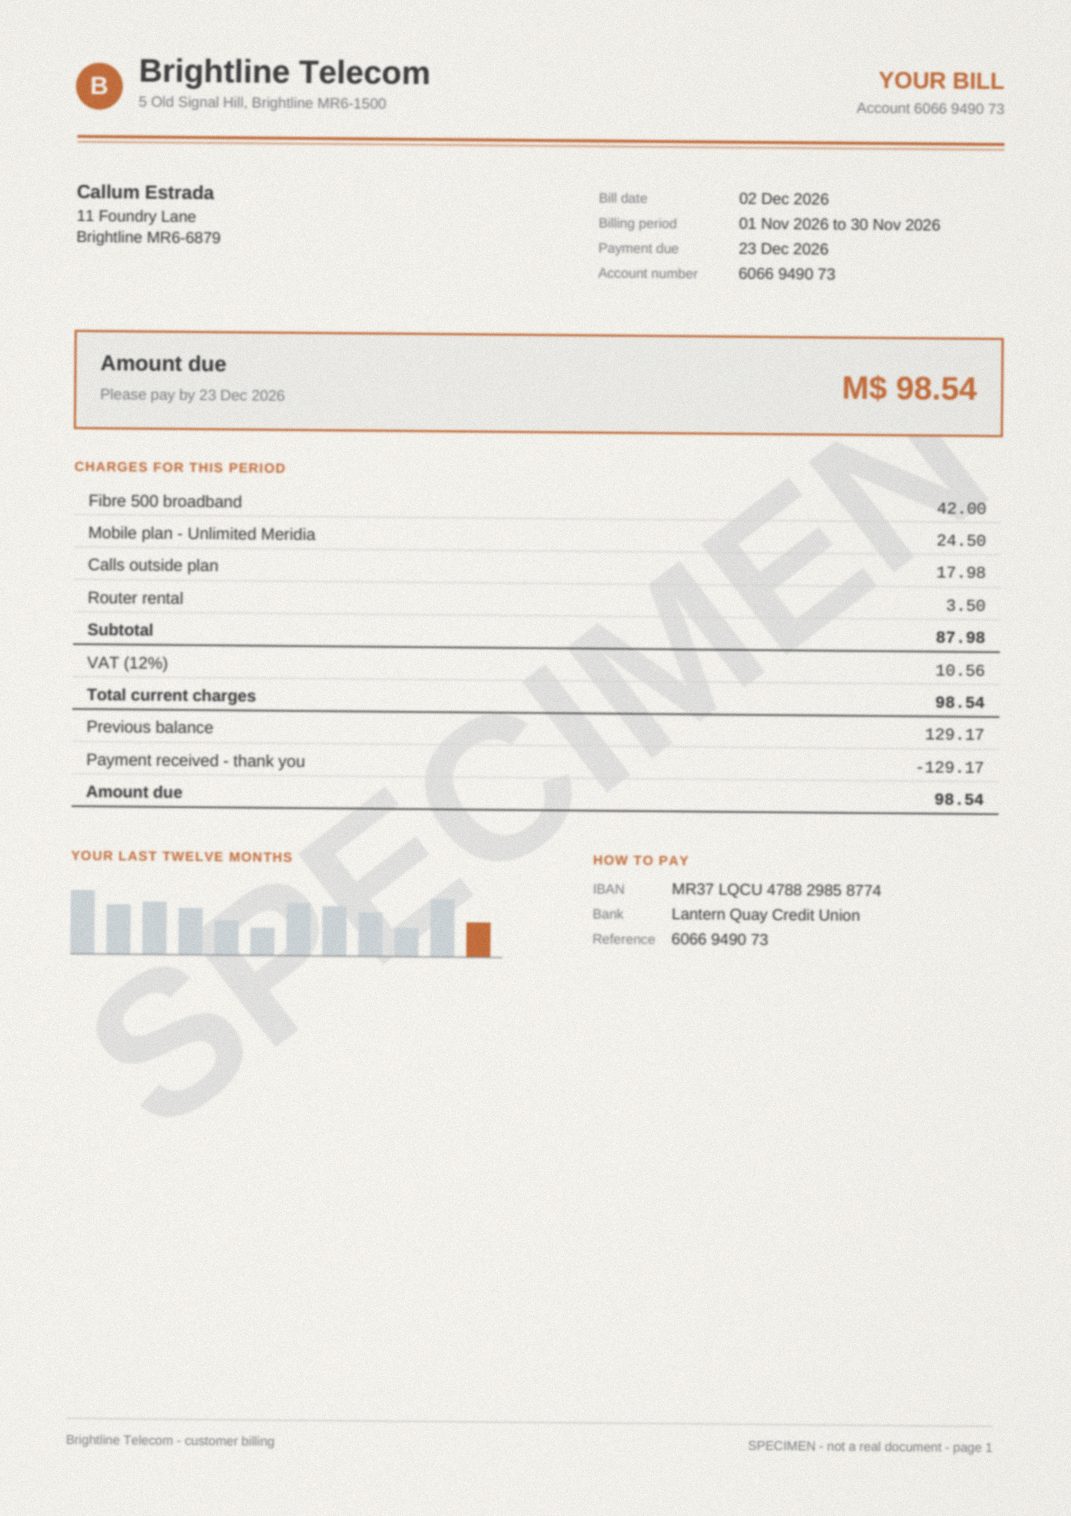 B
Brightline Telecom
5 Old Signal Hill, Brightline MR6-1500
YOUR BILL
Account 6066 9490 73
Callum Estrada
11 Foundry Lane
Brightline MR6-6879
Bill date 02 Dec 2026
Billing period 01 Nov 2026 to 30 Nov 2026
Payment due 23 Dec 2026
Account number 6066 9490 73
Amount due
Please pay by 23 Dec 2026
M$ 98.54
CHARGES FOR THIS PERIOD
Fibre 500 broadband 42.00
Mobile plan - Unlimited Meridia 24.50
Calls outside plan 17.98
Router rental 3.50
Subtotal 87.98
VAT (12%) 10.56
Total current charges 98.54
Previous balance 129.17
Payment received - thank you -129.17
Amount due 98.54
YOUR LAST TWELVE MONTHS
HOW TO PAY
IBAN MR37 LQCU 4788 2985 8774
Bank Lantern Quay Credit Union
Reference 6066 9490 73
SPECIMEN
Brightline Telecom - customer billing
SPECIMEN - not a real document - page 1